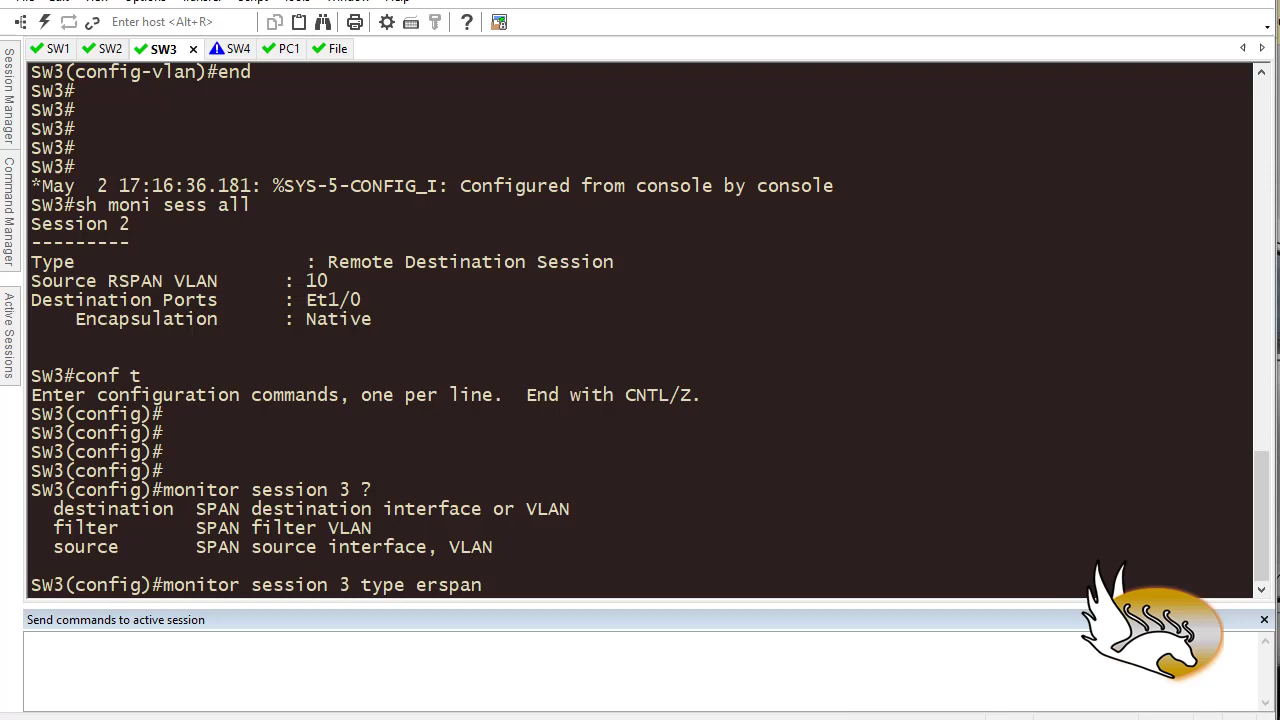 Enter host <Alt+R>
SW1 SW2 SW3 SW4 PC1 File
Session Manager
Command Manager
Active Sessions
SW3(config-vlan)#end
SW3#
SW3#
SW3#
SW3#
SW3#
*May  2 17:16:36.181: %SYS-5-CONFIG_I: Configured from console by console
SW3#sh moni sess all
Session 2
---------
Type                     : Remote Destination Session
Source RSPAN VLAN      : 10
Destination Ports      : Et1/0
    Encapsulation      : Native
SW3#conf t
Enter configuration commands, one per line.  End with CNTL/Z.
SW3(config)#
SW3(config)#
SW3(config)#
SW3(config)#
SW3(config)#monitor session 3 ?
  destination  SPAN destination interface or VLAN
  filter       SPAN filter VLAN
  source       SPAN source interface, VLAN
SW3(config)#monitor session 3 type erspan
Send commands to active session